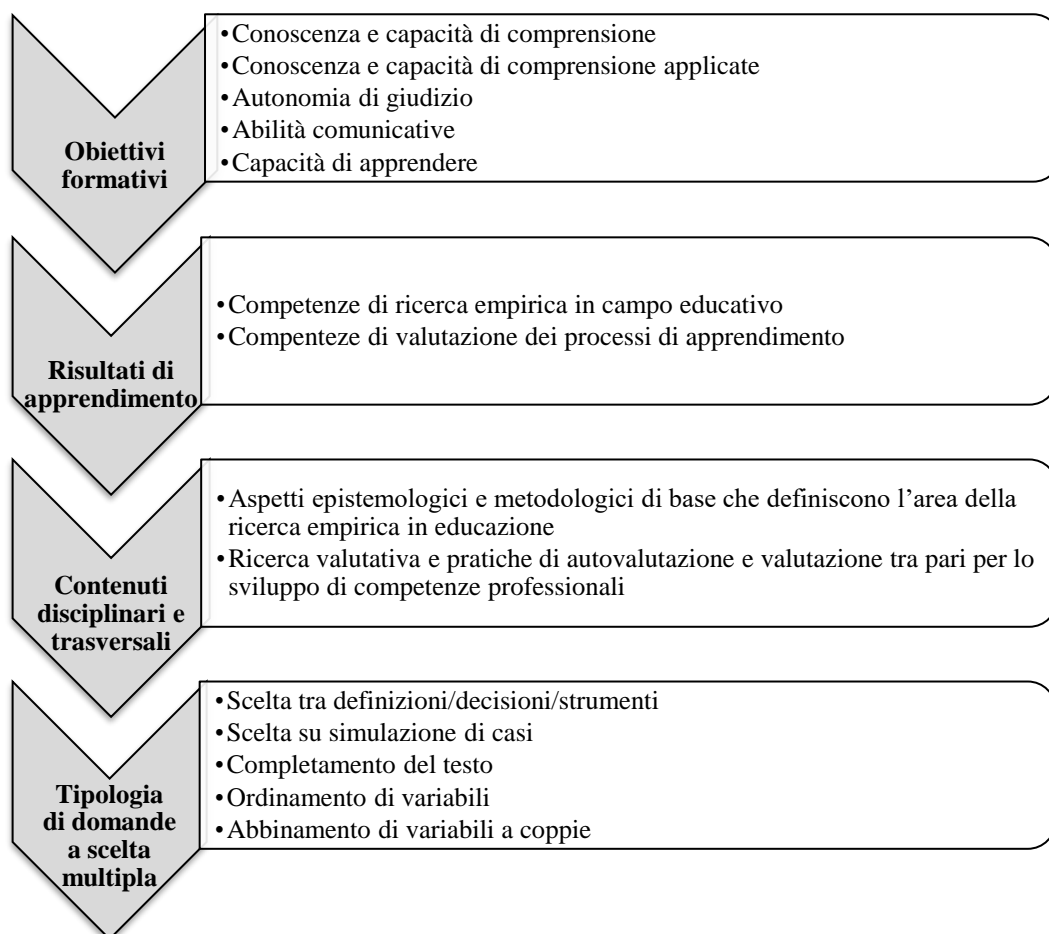 •Conoscenza e capacità di comprensione
•Conoscenza e capacità di comprensione applicate
•Autonomia di giudizio
•Abilità comunicative
•Capacità di apprendere
Obiettivi
formativi
•Competenze di ricerca empirica in campo educativo
•Compenteze di valutazione dei processi di apprendimento
Risultati di
apprendimento
•Aspetti epistemologici e metodologici di base che definiscono l’area della
ricerca empirica in educazione
•Ricerca valutativa e pratiche di autovalutazione e valutazione tra pari per lo
sviluppo di competenze professionali
Contenuti
disciplinari e
trasversali
•Scelta tra definizioni/decisioni/strumenti
•Scelta su simulazione di casi
•Completamento del testo
•Ordinamento di variabili
•Abbinamento di variabili a coppie
Tipologia
di domande
a scelta
multipla